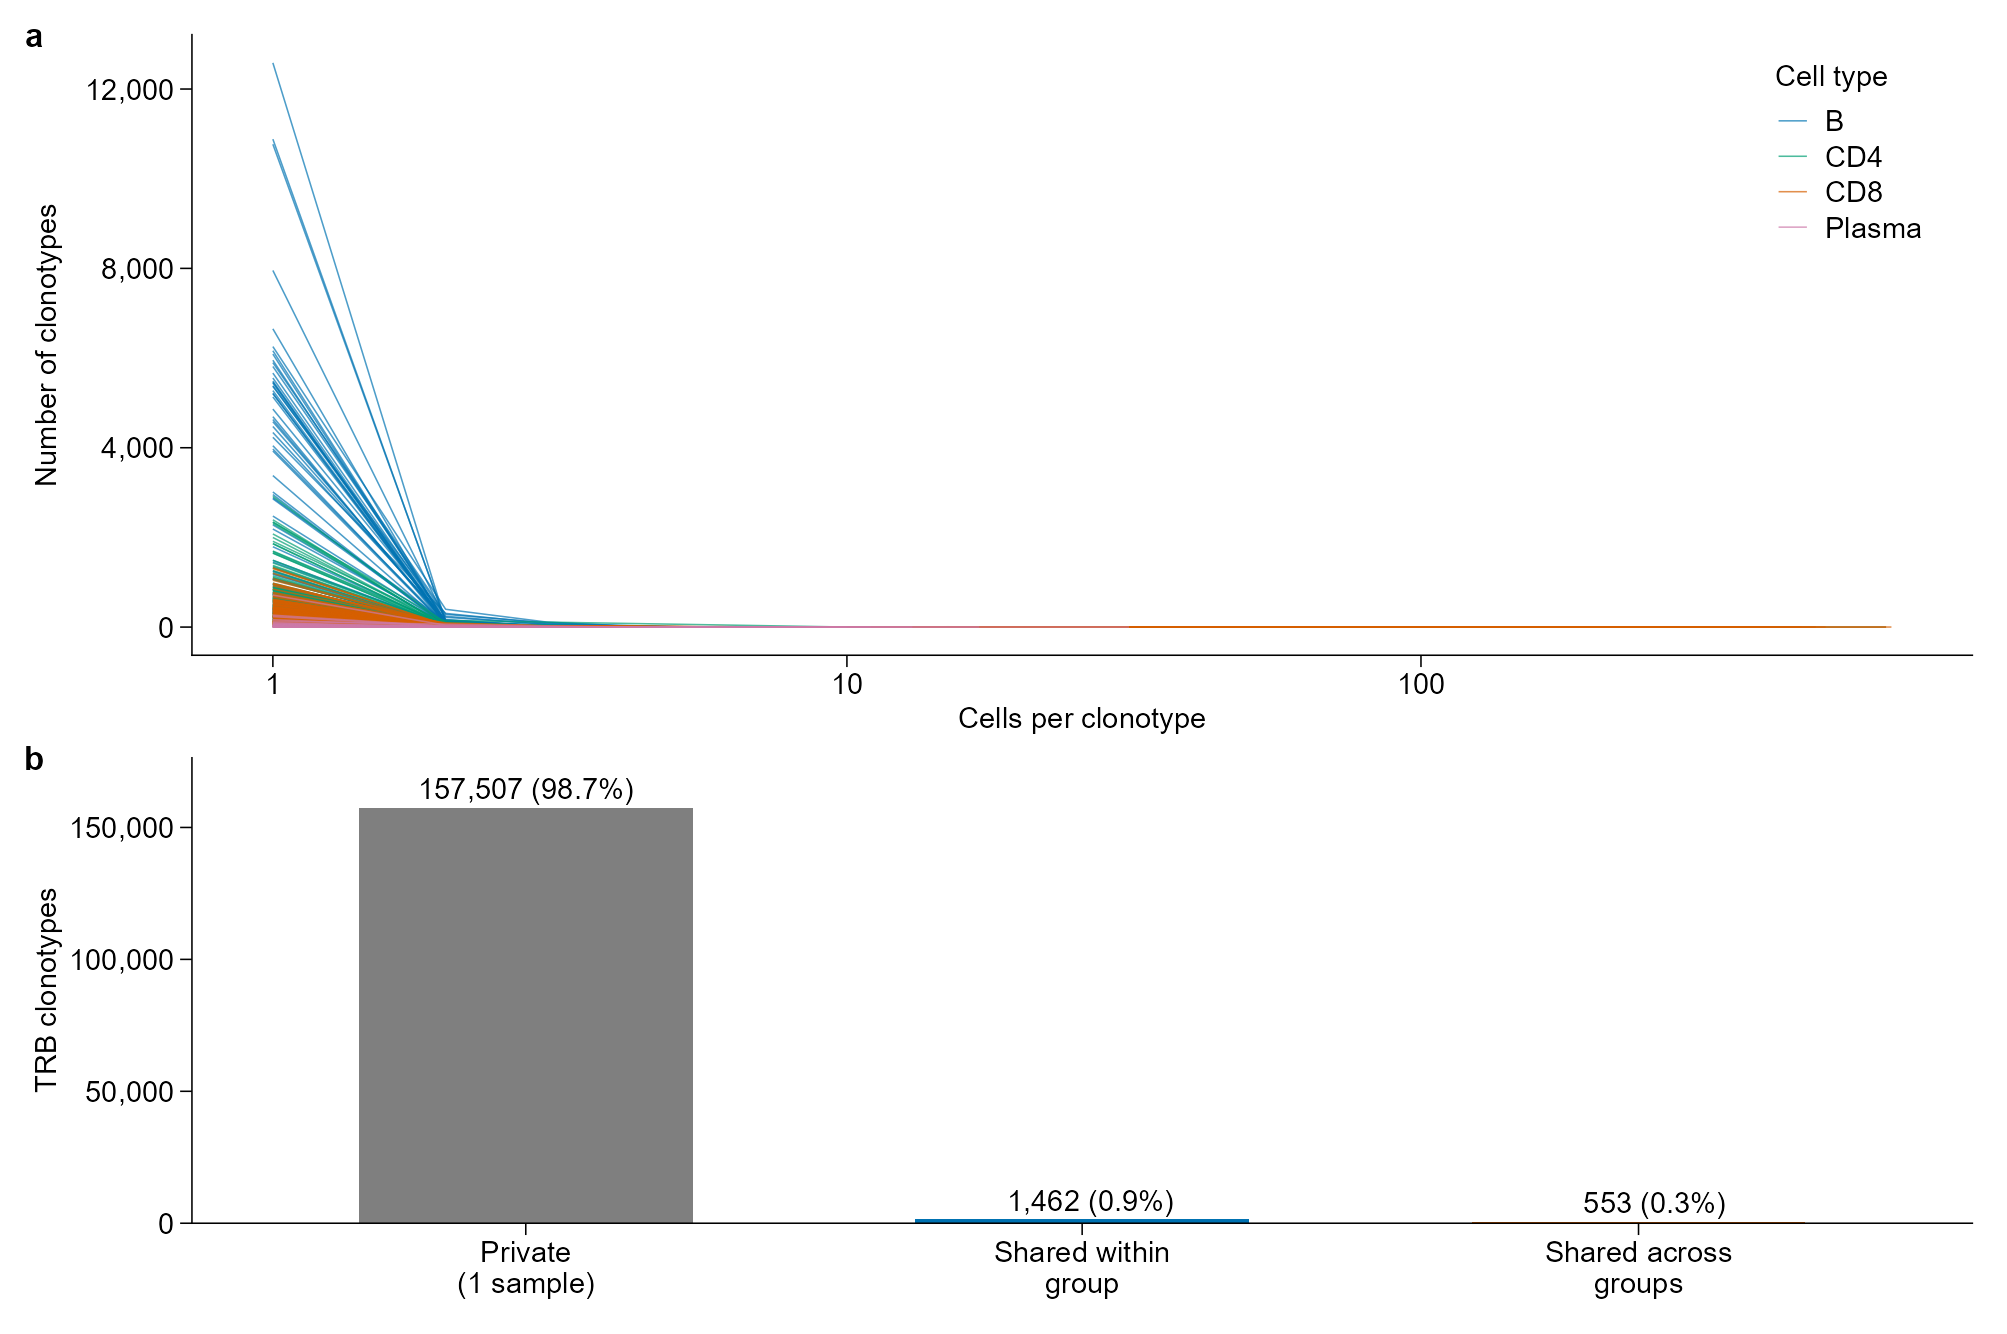 a
12,000
8,000
4,000
0
Number of clonotypes
1
10
100
Cells per clonotype
Cell type
B
CD4
CD8
Plasma
b
150,000
100,000
50,000
0
TRB clonotypes
157,507 (98.7%)
1,462 (0.9%)
553 (0.3%)
Private
(1 sample)
Shared within
group
Shared across
groups